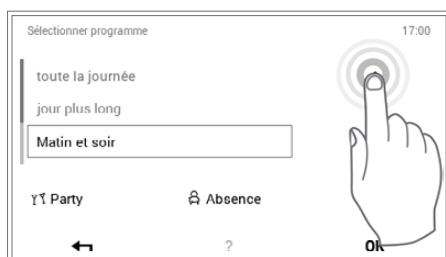 Sélectionner programme 17:00
toute la journée
jour plus long
Matin et soir
Party Absence
? OK